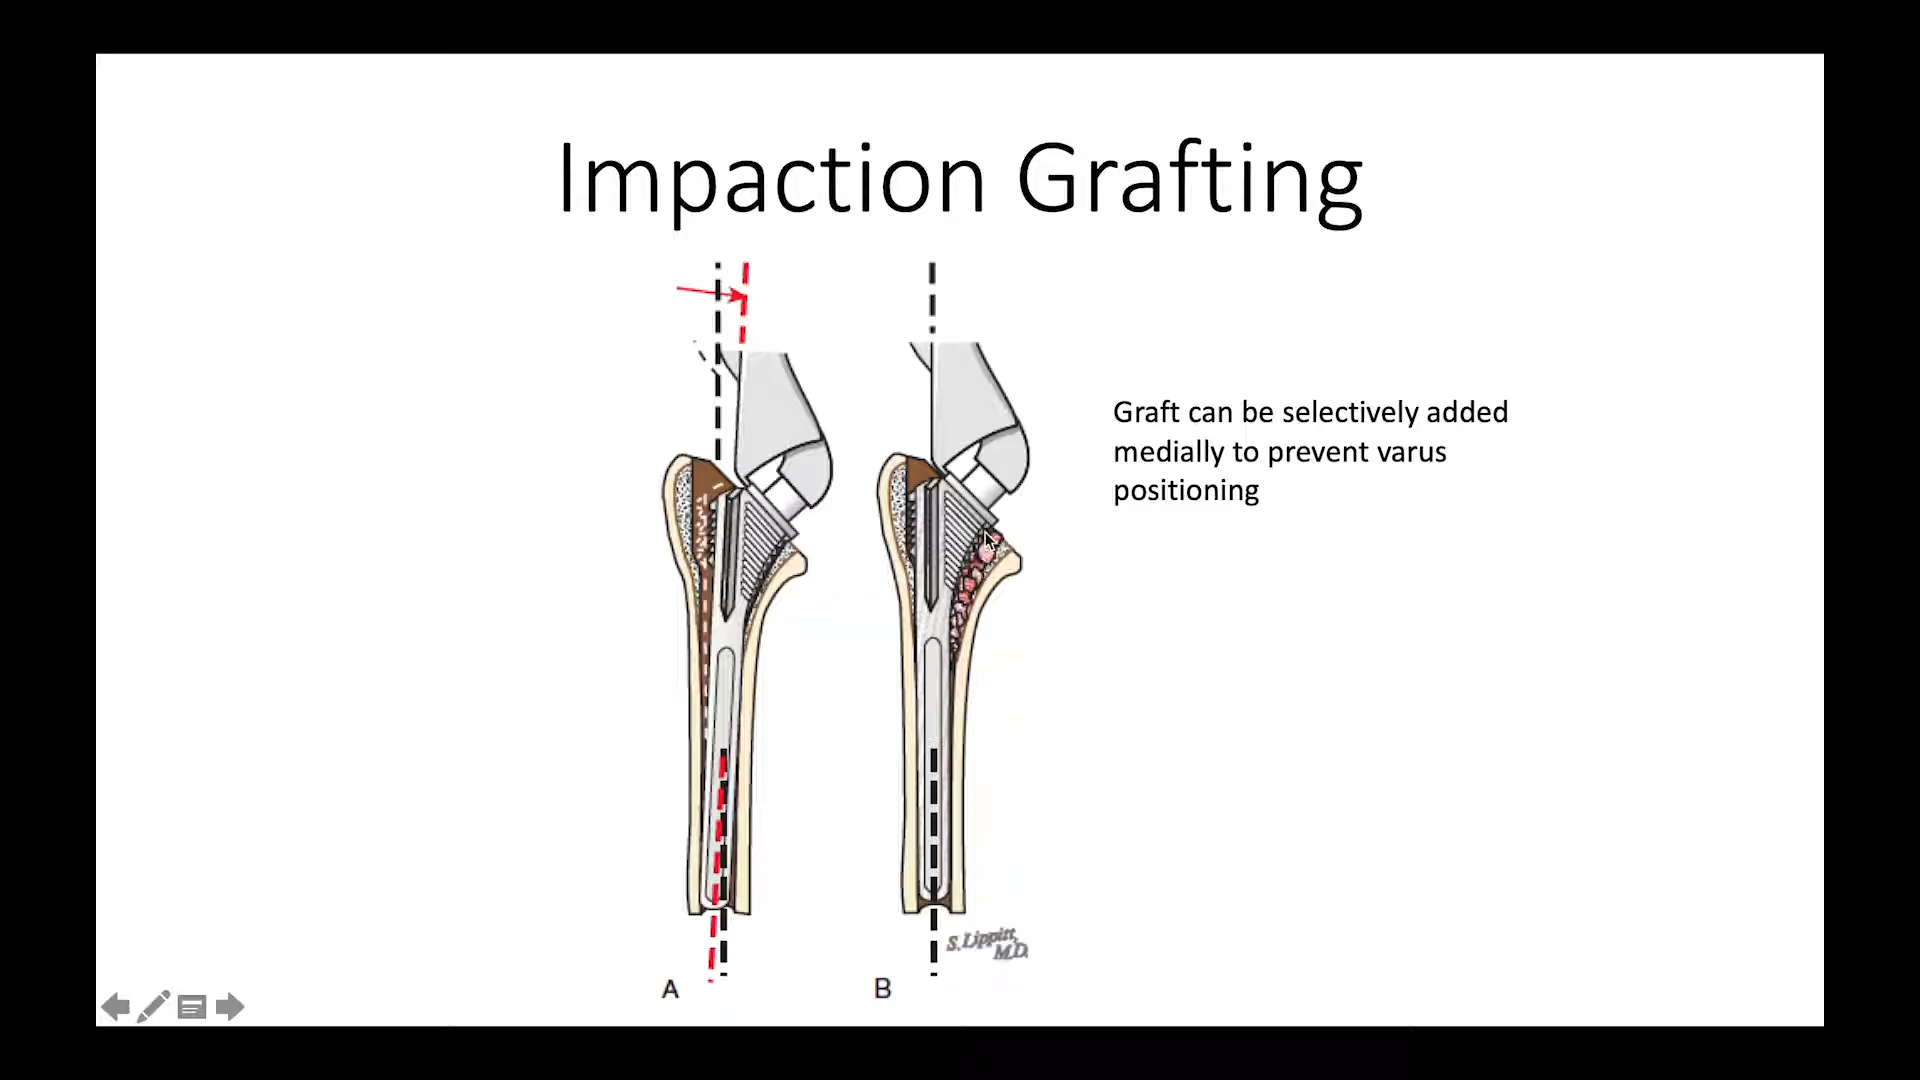 Impaction Grafting
Graft can be selectively added
medially to prevent varus
positioning
S. Lippitt,
M.D.
A
B